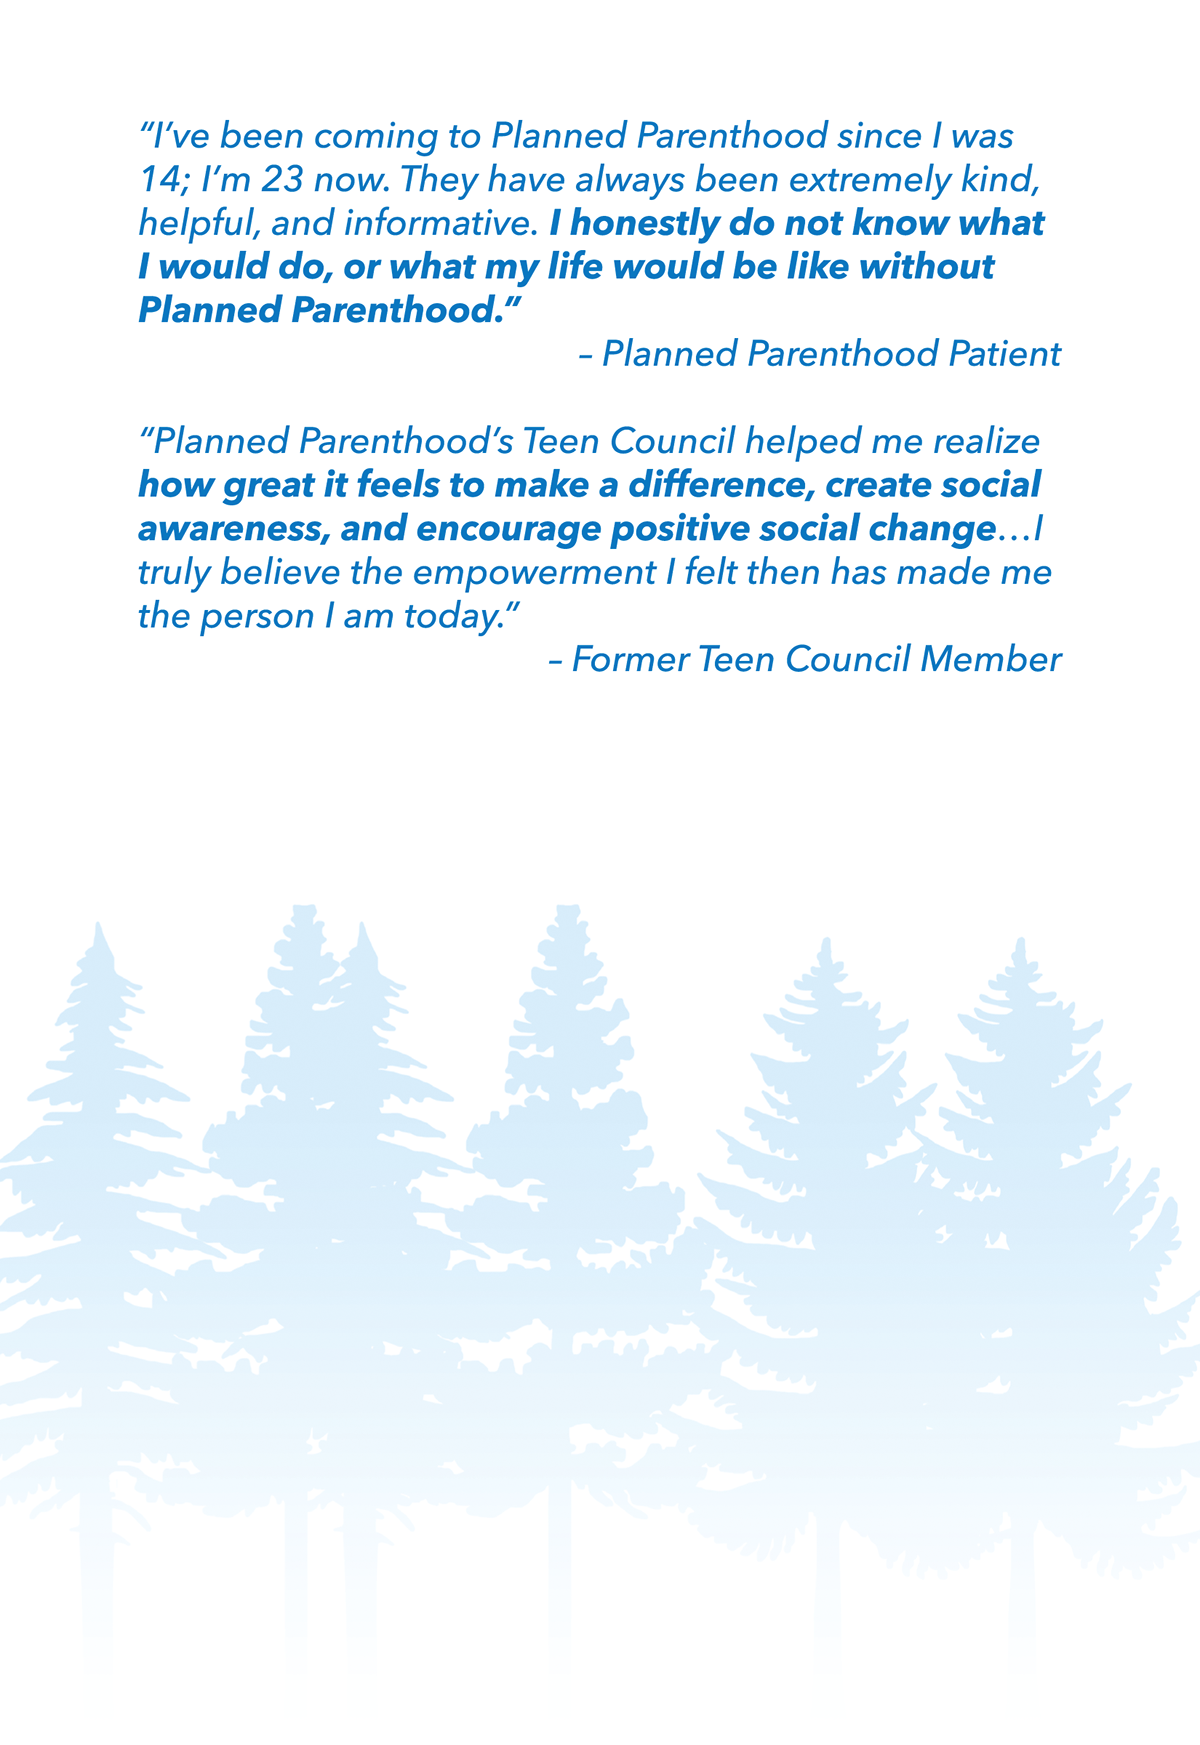 “I’ve been coming to Planned Parenthood since I was
14; I’m 23 now. They have always been extremely kind,
helpful, and informative. I honestly do not know what
I would do, or what my life would be like without
Planned Parenthood.”
– Planned Parenthood Patient
“Planned Parenthood’s Teen Council helped me realize
how great it feels to make a difference, create social
awareness, and encourage positive social change…I
truly believe the empowerment I felt then has made me
the person I am today.”
– Former Teen Council Member